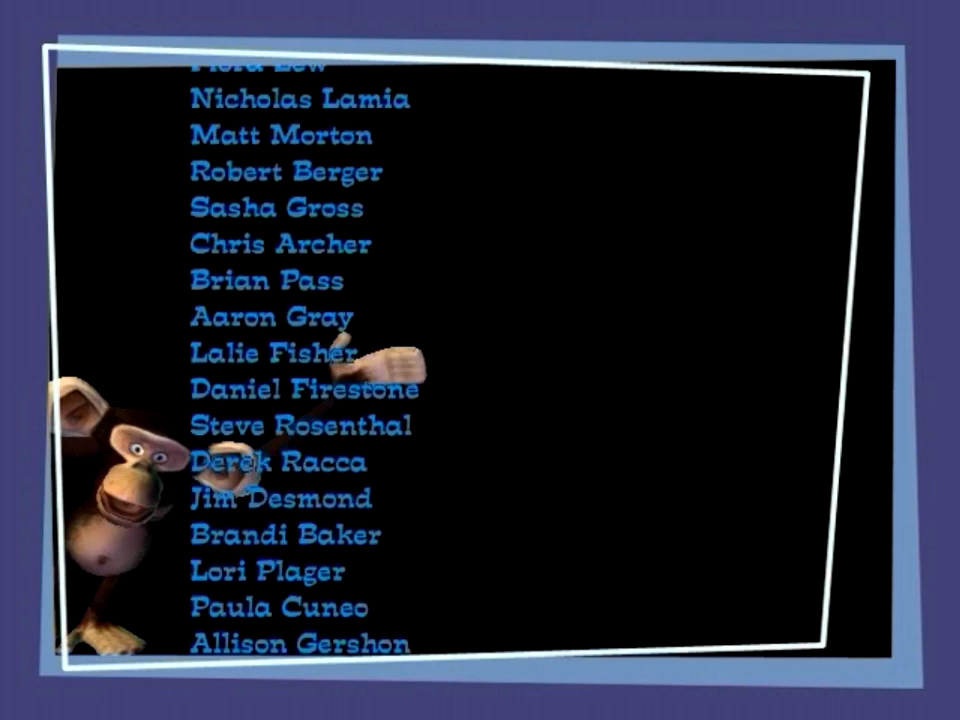 Nicholas Lamia
Matt Morton
Robert Berger
Sasha Gross
Chris Archer
Brian Pass
Aaron Gray
Lalie Fisher
Daniel Firestone
Steve Rosenthal
Derek Racca
Jim Desmond
Brandi Baker
Lori Plager
Paula Cuneo
Allison Gershon